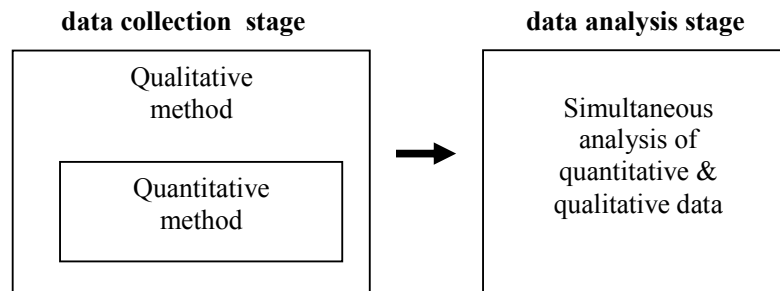 data collection stage
data analysis stage
Qualitative
method
Quantitative
method
Simultaneous
analysis of
quantitative &
qualitative data